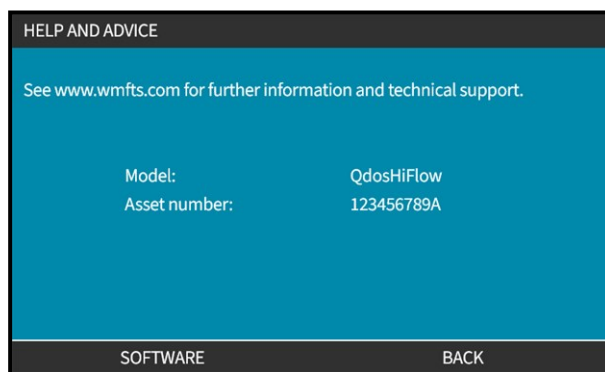 HELP AND ADVICE
See www.wmfts.com for further information and technical support.
Model: QdosHiFlow
Asset number: 123456789A
SOFTWARE BACK